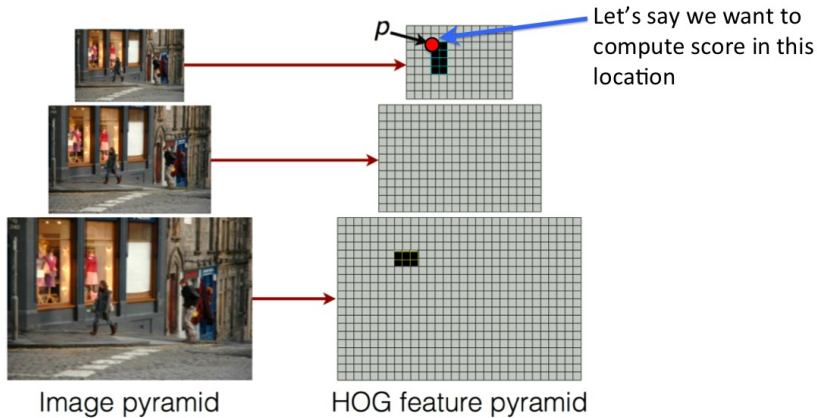 p
Let's say we want to
compute score in this
location
Image pyramid
HOG feature pyramid